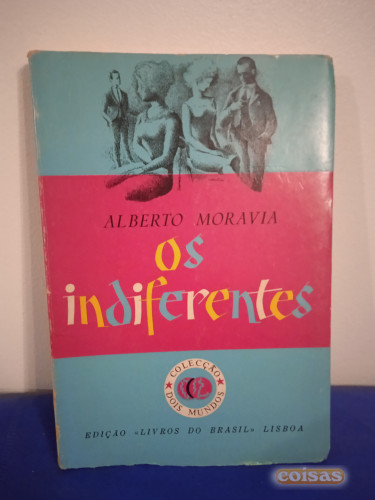 ALBERTO MORAVIA
os
indiferentes
COLECÇÃO
DOIS MUNDOS
EDIÇÃO «LIVROS DO BRASIL» LISBOA
coisas